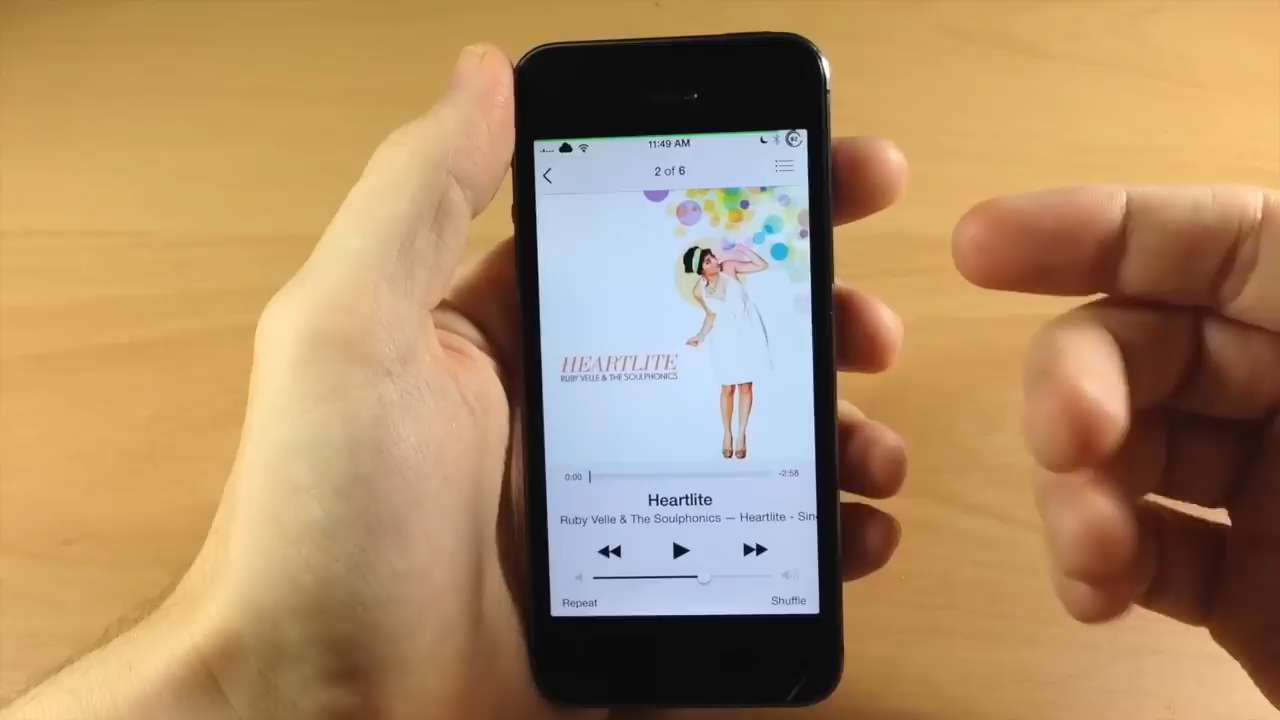 11:49 AM
2 of 6
HEARTLITE
RUBY VELLE & THE SOULPHONICS
0:00
-2:58
Heartlite
Ruby Velle & The Soulphonics — Heartlite - Sin
Repeat
Shuffle